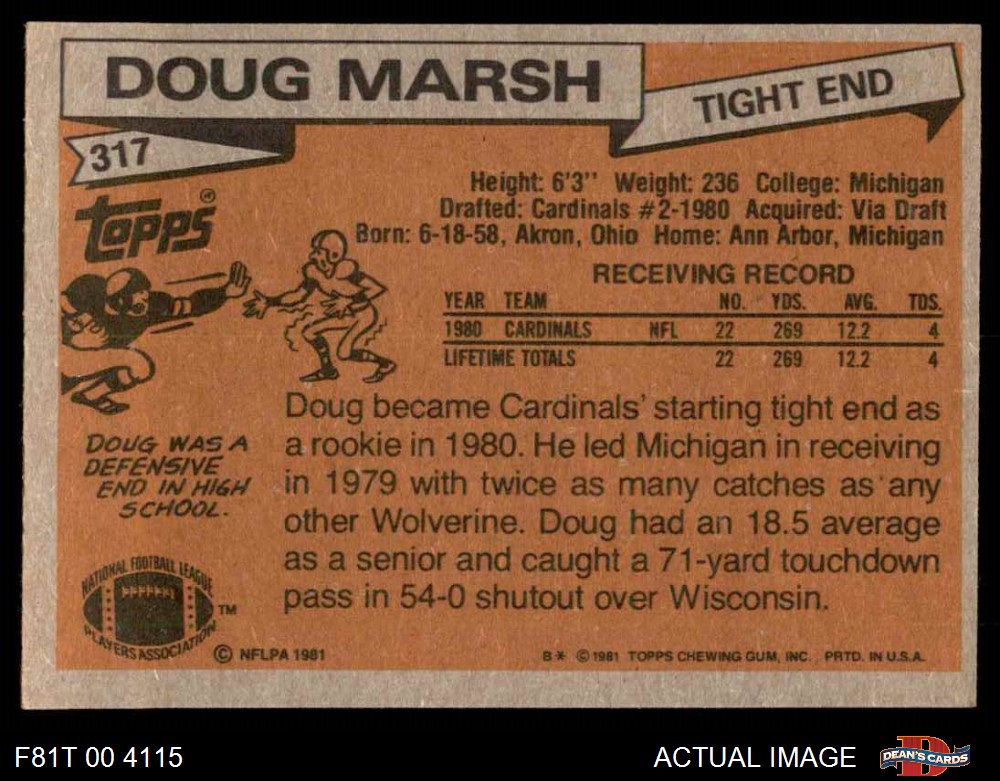 DOUG MARSH
TIGHT END
317
TOPPS®
Height: 6'3'' Weight: 236 College: Michigan
Drafted: Cardinals #2-1980 Acquired: Via Draft
Born: 6-18-58, Akron, Ohio Home: Ann Arbor, Michigan
RECEIVING RECORD
YEAR TEAM NO. YDS. AVG. TDS.
1980 CARDINALS NFL 22 269 12.2 4
LIFETIME TOTALS 22 269 12.2 4
Doug became Cardinals' starting tight end as
a rookie in 1980. He led Michigan in receiving
in 1979 with twice as many catches as any
other Wolverine. Doug had an 18.5 average
as a senior and caught a 71-yard touchdown
pass in 54-0 shutout over Wisconsin.
DOUG WAS A
DEFENSIVE
END IN HIGH
SCHOOL.
NATIONAL FOOTBALL LEAGUE
PLAYERS ASSOCIATION
TM
© NFLPA 1981
B* © 1981 TOPPS CHEWING GUM, INC. PRTD. IN U.S.A.
F81T 00 4115
ACTUAL IMAGE
DEAN'S CARDS